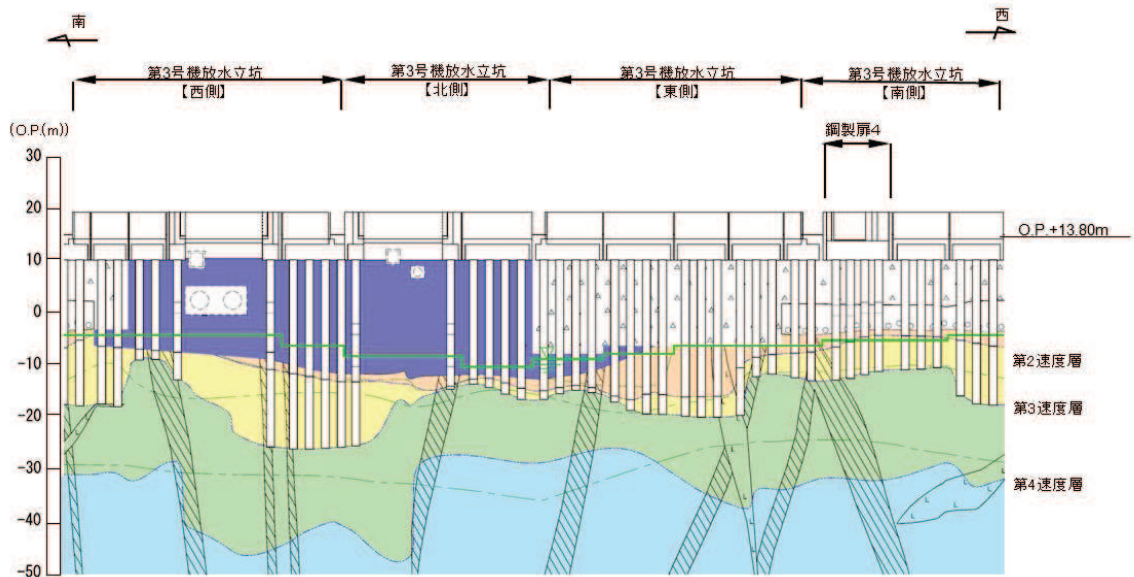 南
西
第3号機放水立坑
【西側】
第3号機放水立坑
【北側】
第3号機放水立坑
【東側】
第3号機放水立坑
【南側】
(O.P.(m))
鋼製扉4
30
20
O.P.+13.80m
10
0
-10
第2速度層
-20
第3速度層
-30
第4速度層
-40
-50